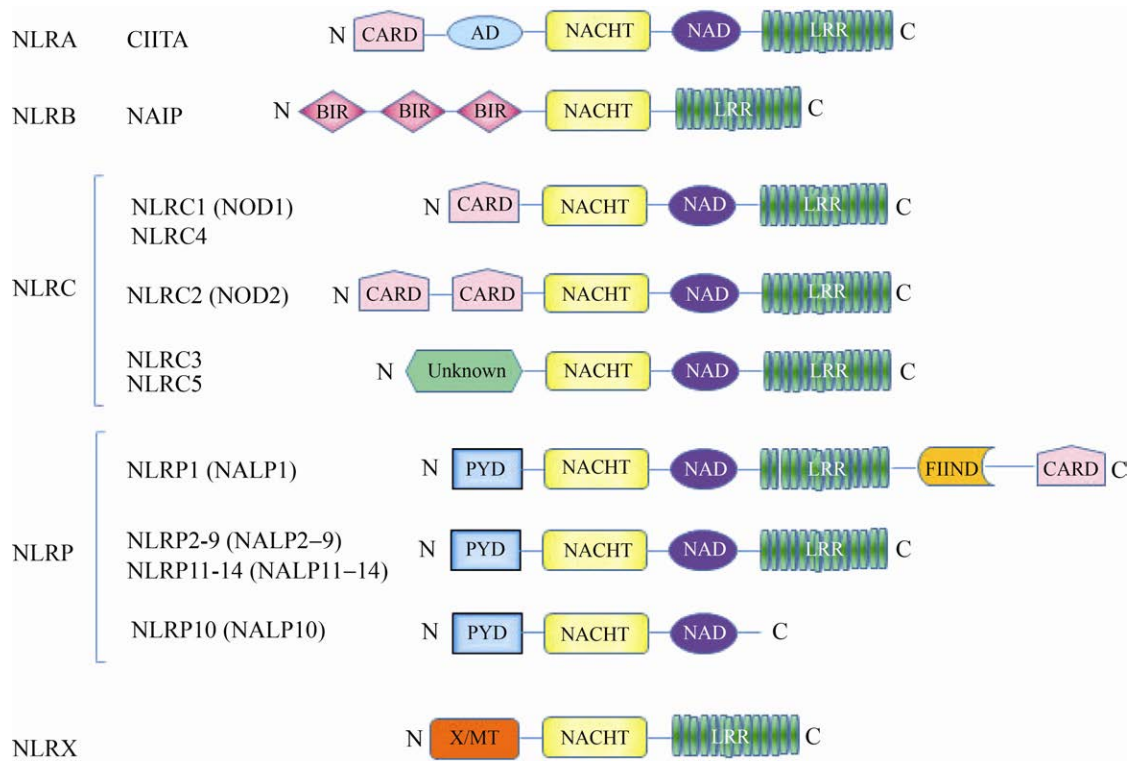 NLRA CIITA N CARD AD NACHT NAD LRR C
NLRB NAIP N BIR BIR BIR NACHT LRR C
NLRC
NLRC1 (NOD1) N CARD NACHT NAD LRR C
NLRC4
NLRC2 (NOD2) N CARD CARD NACHT NAD LRR C
NLRC3 N Unknown NACHT NAD LRR C
NLRC5
NLRP
NLRP1 (NALP1) N PYD NACHT NAD LRR FIIND CARD C
NLRP2-9 (NALP2–9) N PYD NACHT NAD LRR C
NLRP11-14 (NALP11–14)
NLRP10 (NALP10) N PYD NACHT NAD C
NLRX N X/MT NACHT LRR C